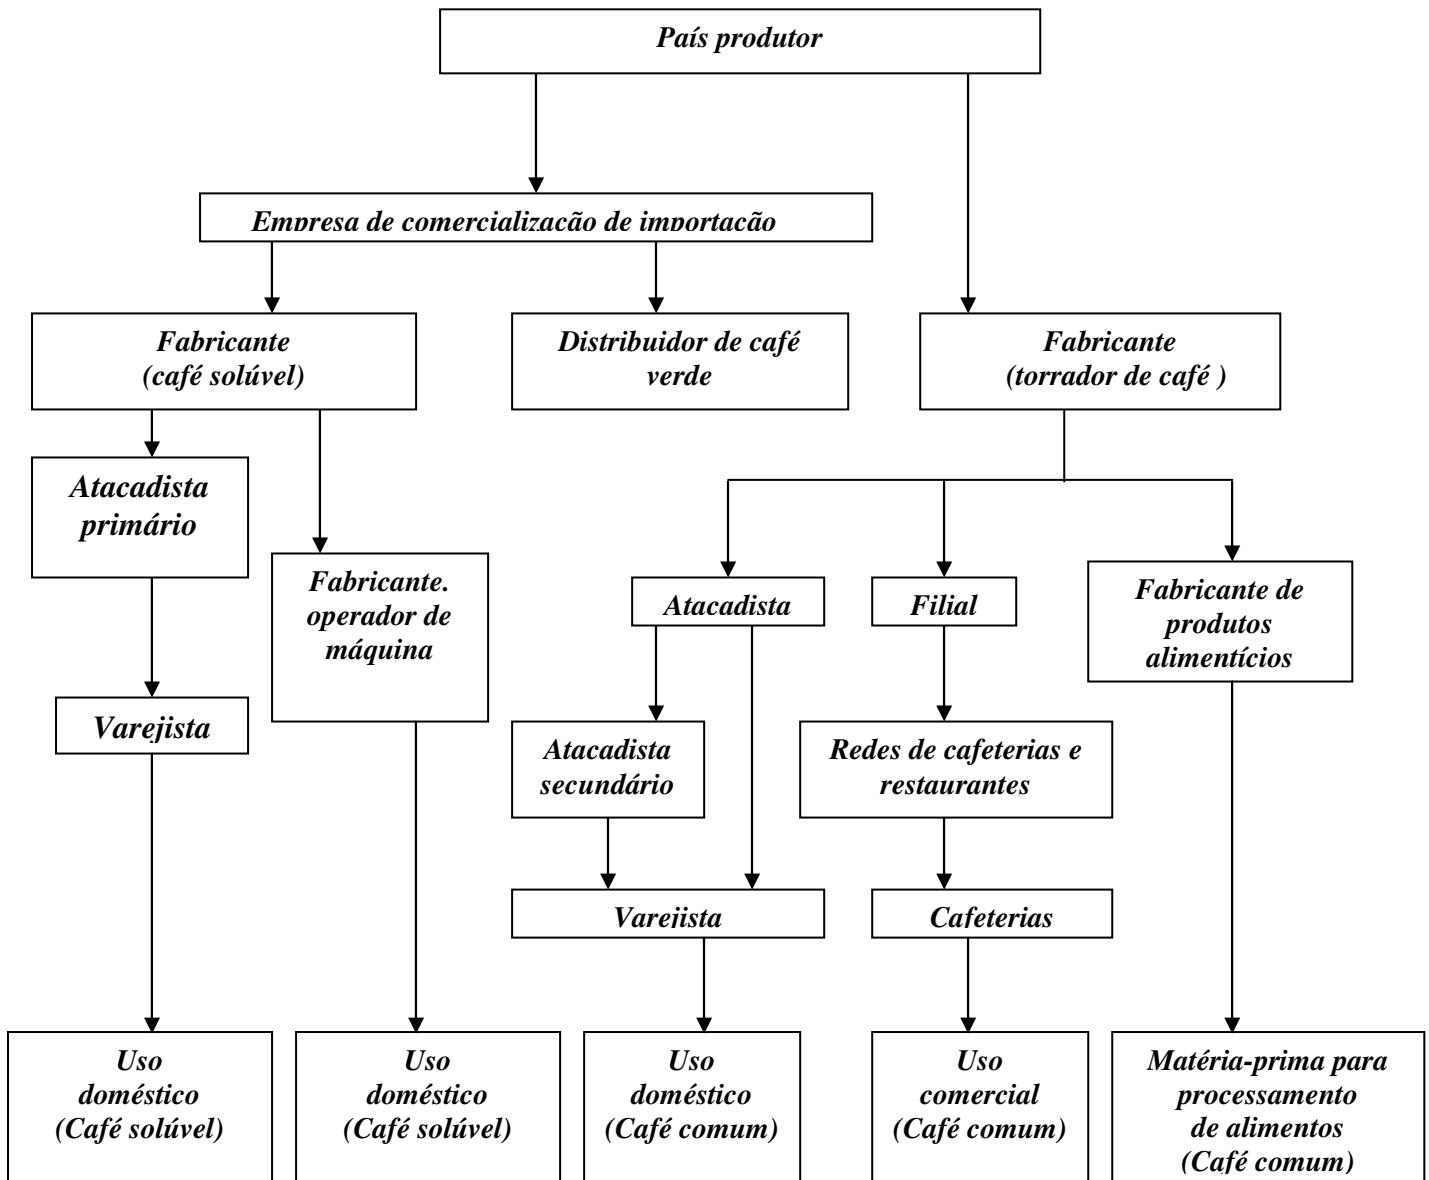 País produtor
Empresa de comercialização de importação
Fabricante
(café solúvel)
Distribuidor de café
verde
Fabricante
(torrador de café )
Atacadista
primário
Fabricante.
operador de
máquina
Atacadista
Filial
Fabricante de
produtos
alimentícios
Varejista
Atacadista
secundário
Redes de cafeterias e
restaurantes
Varejista
Cafeterias
Uso
doméstico
(Café solúvel)
Uso
doméstico
(Café solúvel)
Uso
doméstico
(Café comum)
Uso
comercial
(Café comum)
Matéria-prima para
processamento
de alimentos
(Café comum)